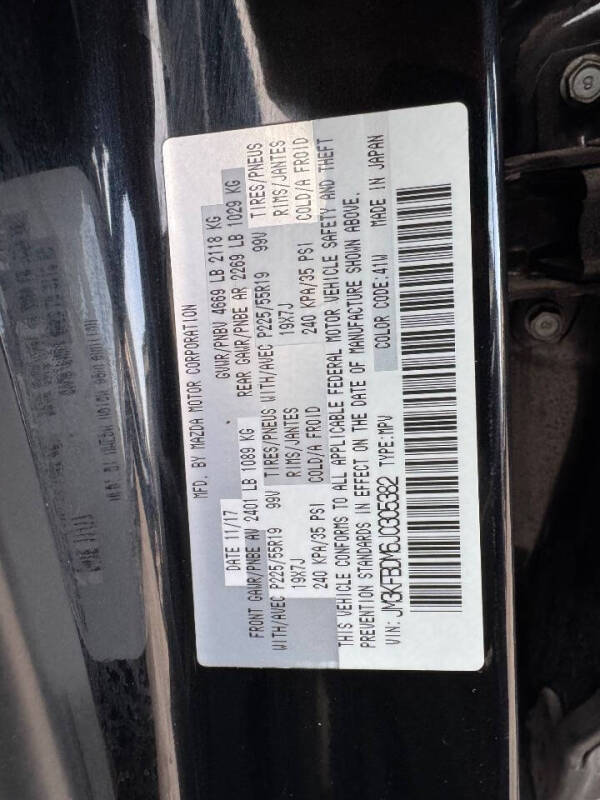 MFD. BY MAZDA MOTOR CORPORATION
DATE 11/17 GVWR/PNBV 4669 LB 2118 KG
FRONT GAWR/PNBE AV 2401 LB 1089 KG REAR GAWR/PNBE AR 2269 LB 1029 KG
WITH/AVEC P225/55R19 99V TIRES/PNEUS WITH/AVEC P225/55R19 99V TIRES/PNEUS
19X7J RIMS/JANTES 19X7J RIMS/JANTES
240 KPA/35 PSI COLD/A FROID 240 KPA/35 PSI COLD/A FROID
THIS VEHICLE CONFORMS TO ALL APPLICABLE FEDERAL MOTOR VEHICLE SAFETY AND THEFT
PREVENTION STANDARDS IN EFFECT ON THE DATE OF MANUFACTURE SHOWN ABOVE.
VIN: JM3KFBDM6J0305382 TYPE:MPV COLOR CODE:41W MADE IN JAPAN
8